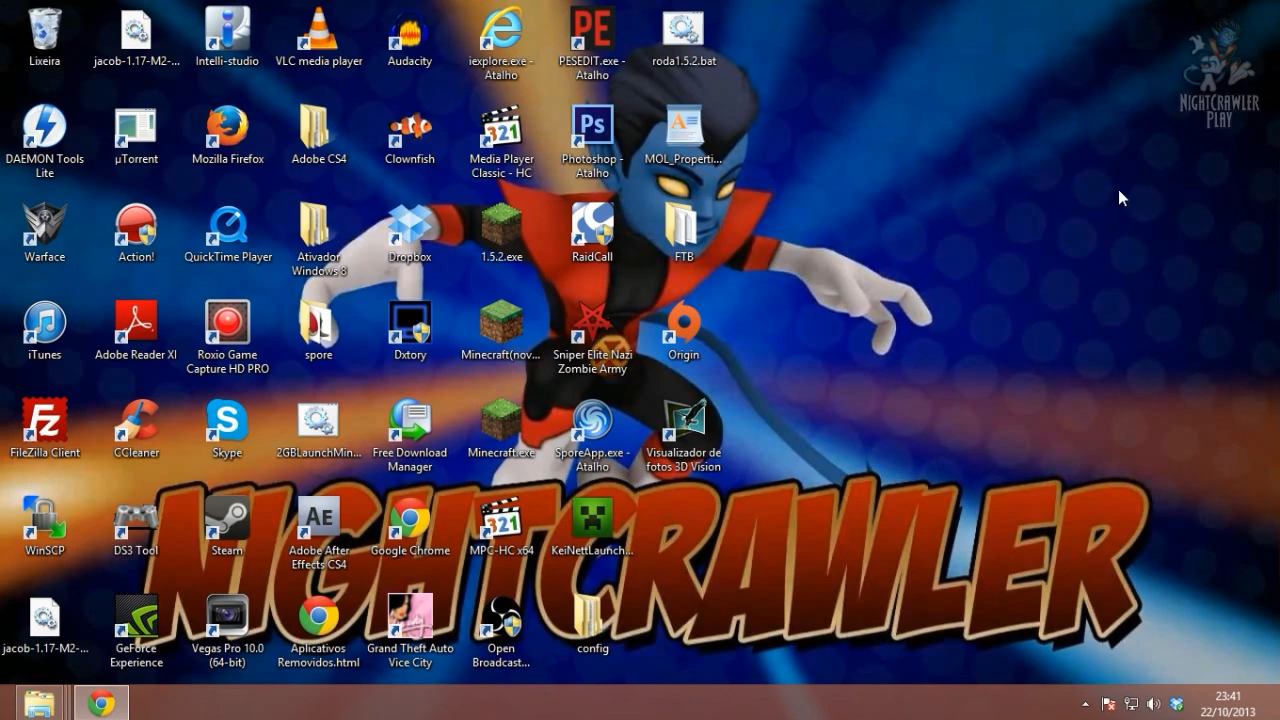 Lixeira
jacob-1.17-M2-...
Intelli-studio
VLC media player
Audacity
iexplore.exe -
Atalho
PE
PESEDIT.exe -
Atalho
roda1.5.2.bat
NIGHTCRAWLER
PLAY
DAEMON Tools
Lite
µTorrent
Mozilla Firefox
Adobe CS4
Clownfish
321
Media Player
Classic - HC
Ps
Photoshop -
Atalho
A
MOL_Properti...
Warface
Action!
QuickTime Player
Ativador
Windows 8
Dropbox
1.5.2.exe
RaidCall
FTB
iTunes
Adobe Reader XI
Roxio Game
Capture HD PRO
spore
Dxtory
Minecraft(nov...
Sniper Elite Nazi
Zombie Army
Origin
Fz
FileZilla Client
CCleaner
S
Skype
2GBLaunchMin...
Free Download
Manager
Minecraft.exe
SporeApp.exe -
Atalho
Visualizador de
fotos 3D Vision
WinSCP
DS3 Tool
Steam
AE
Adobe After
Effects CS4
Google Chrome
321
MPC-HC x64
KeiNettLaunch...
NIGHTCRAWLER
jacob-1.17-M2-...
GeForce
Experience
Vegas Pro 10.0
(64-bit)
Aplicativos
Removidos.html
Grand Theft Auto
Vice City
Open
Broadcast...
config
23:41
22/10/2013